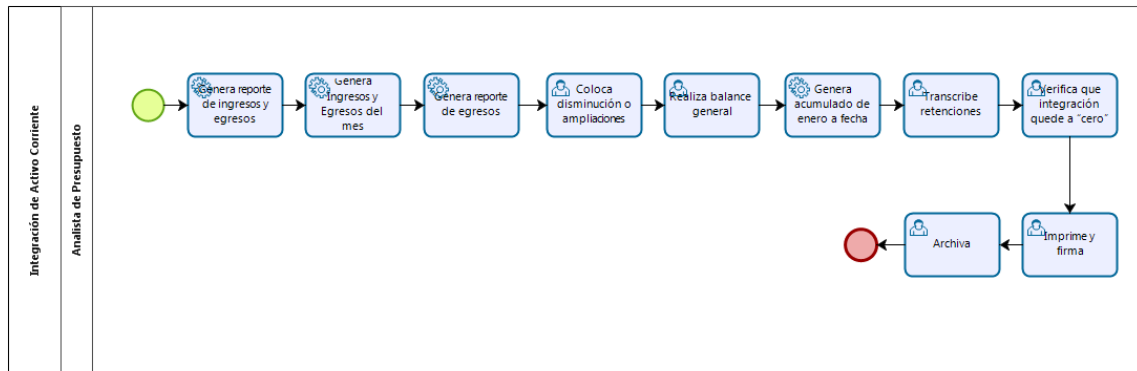 Integración de Activo Corriente
Analista de Presupuesto
Genera reporte
de ingresos y
egresos
Genera
Ingresos y
Egresos del
mes
Genera reporte
de egresos
Coloca
disminución o
ampliaciones
Realiza balance
general
Genera
acumulado de
enero a fecha
Transcribe
retenciones
Verifica que
integración
quede a "cero"
Imprime y
firma
Archiva